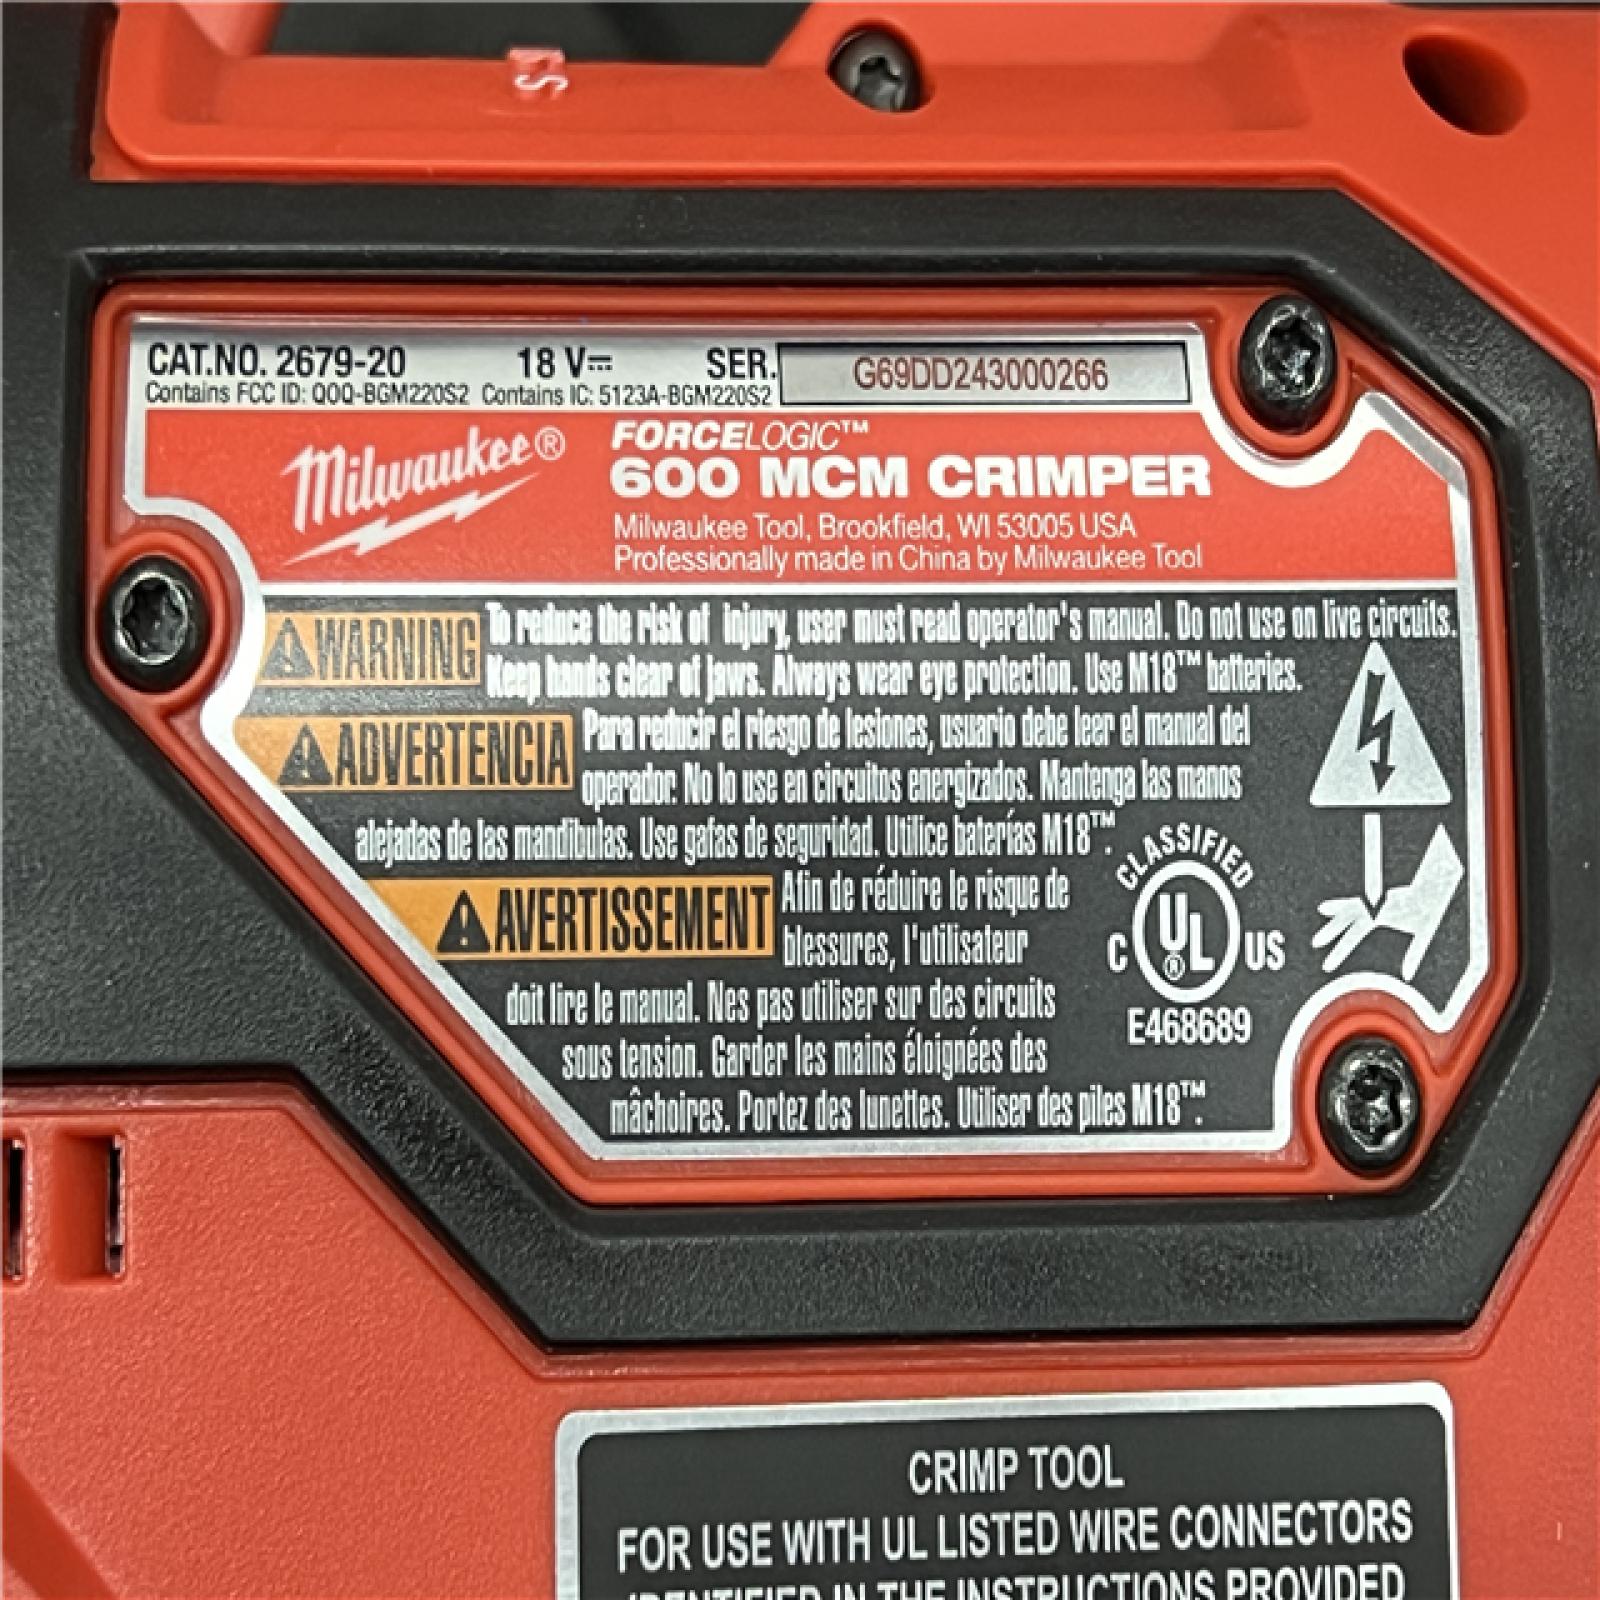 CAT.NO. 2679-20 18 V⎓ SER. G69DD243000266
Contains FCC ID: QOQ-BGM220S2 Contains IC: 5123A-BGM220S2
Milwaukee®
FORCELOGIC™
600 MCM CRIMPER
Milwaukee Tool, Brookfield, WI 53005 USA
Professionally made in China by Milwaukee Tool
WARNING To reduce the risk of injury, user must read operator's manual. Do not use on live circuits.
Keep hands clear of jaws. Always wear eye protection. Use M18™ batteries.
ADVERTENCIA Para reducir el riesgo de lesiones, usuario debe leer el manual del
operador. No lo use en circuitos energizados. Mantenga las manos
alejadas de las mandibulas. Use gafas de seguridad. Utilice baterías M18™.
AVERTISSEMENT Afin de réduire le risque de
blessures, l'utilisateur
doit lire le manual. Nes pas utiliser sur des circuits
sous tension. Garder les mains éloignées des
mâchoires. Portez des lunettes. Utiliser des piles M18™.
CLASSIFIED
C UL® US
E468689
CRIMP TOOL
FOR USE WITH UL LISTED WIRE CONNECTORS
IDENTIFIED IN THE INSTRUCTIONS PROVIDED